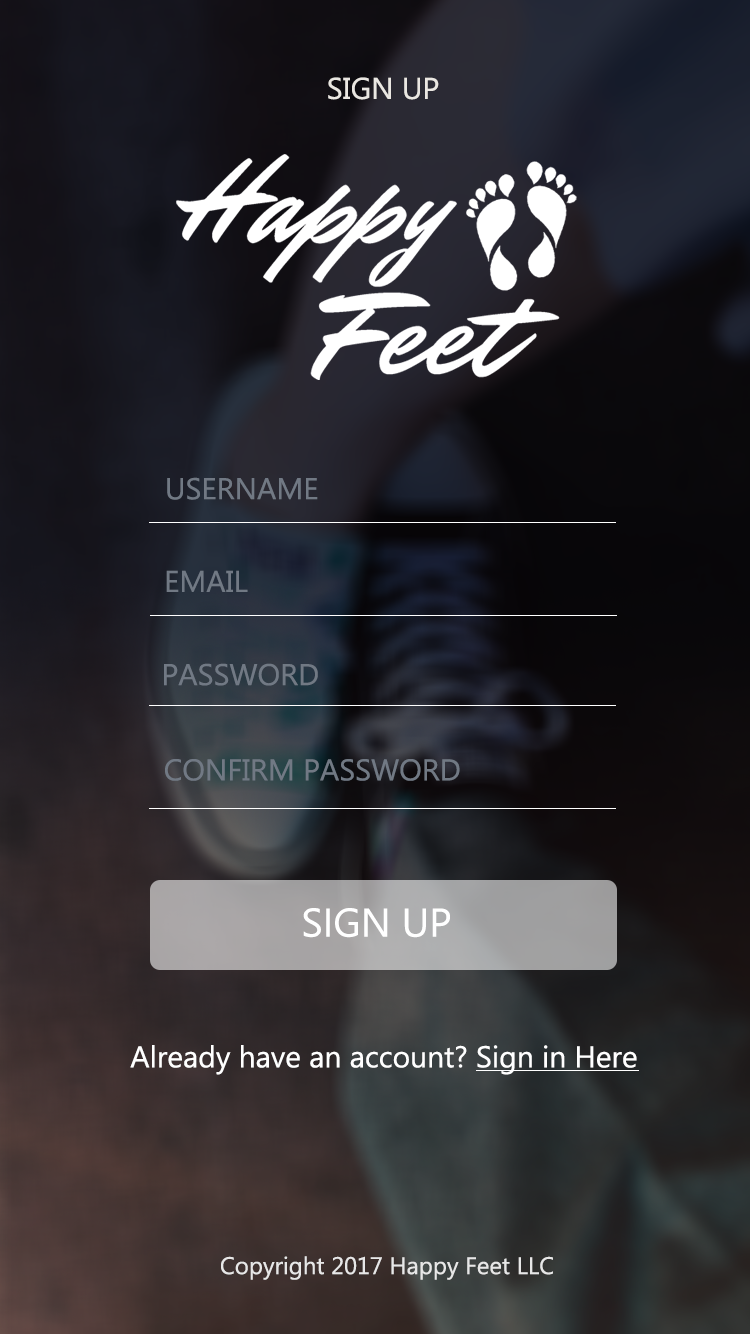 SIGN UP
Happy
Feet
USERNAME
EMAIL
PASSWORD
CONFIRM PASSWORD
SIGN UP
Already have an account? Sign in Here
Copyright 2017 Happy Feet LLC